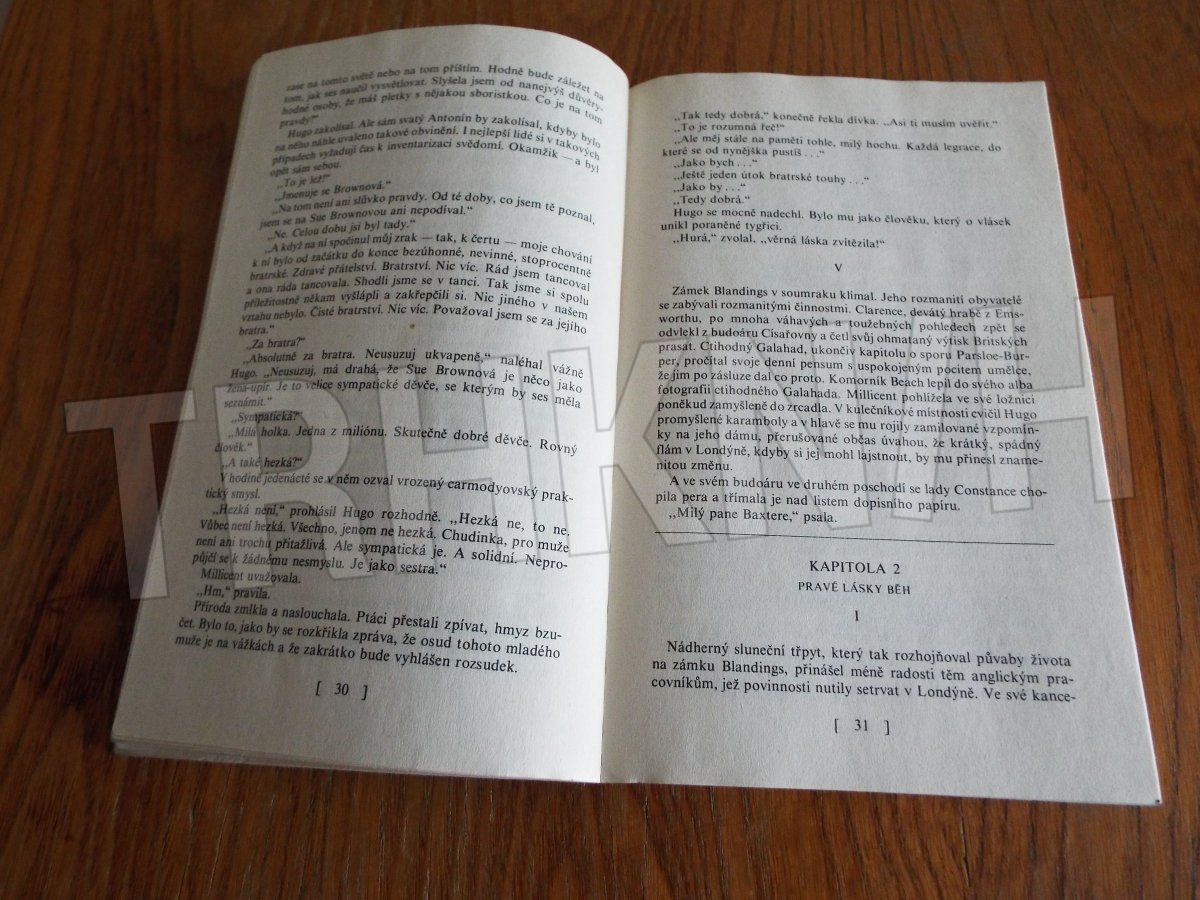 zase na tomto světě nebo na tom příštím. Hodně bude záležet na
tom, jak ses naučil vysvětlovat. Slyšela jsem od nanejvýš důvěry-
hodné osoby, že máš pletky s nějakou sboristkou. Co je na tom
pravdy?"
Hugo zakolísal. Ale sám svatý Antonín by zakolísal, kdyby bylo
na něho náhle uvaleno takové obvinění. I nejlepší lidé si v takových
případech vyžadují čas k inventarizaci svědomí. Okamžik — a byl
opět sám sebou.
„To je lež!"
„Jmenuje se Brownová."
„Na tom není ani slůvko pravdy. Od té doby, co jsem tě poznal,
jsem se na Sue Brownovou ani nepodíval."
„Ne. Celou dobu jsi byl tady."
„A když na ní spočinul můj zrak — tak, k čertu — moje chování
k ní bylo od začátku do konce bezúhonné, nevinné, stoprocentně
bratrské. Zdravé přátelství. Bratrství. Nic víc. Rád jsem tancoval
a ona ráda tancovala. Shodli jsme se v tanci. Tak jsme si spolu
příležitostně někam vyšlápli a zakřepčili si. Nic jiného v našem
vztahu nebylo. Čisté bratrství. Nic víc. Považoval jsem se za jejího
bratra."
„Za bratra?"
„Absolutně za bratra. Neusuzuj ukvapeně," naléhal vážně
Hugo. „Neusuzuj, má drahá, že Sue Brownová je něco jako
žena-upír. Je to velice sympatické děvče, se kterým by ses měla
seznámit."
„Sympatická?"
„Milá holka. Jedna z miliónu. Skutečně dobré děvče. Rovný
člověk."
„A také hezká?"
V hodině jedenácté se v něm ozval vrozený carmodyovský prak-
tický smysl.
„Hezká není," prohlásil Hugo rozhodně. „Hezká ne, to ne.
Vůbec není hezká. Všechno, jenom ne hezká. Chudinka, pro muže
není ani trochu přitažlivá. Ale sympatická je. A solidní. Nepro-
půjčí se k žádnému nesmyslu. Je jako sestra."
Millicent uvažovala.
„Hm," pravila.
Příroda zmlkla a naslouchala. Ptáci přestali zpívat, hmyz bzu-
čet. Bylo to, jako by se rozkřikla zpráva, že osud tohoto mladého
muže je na vážkách a že zakrátko bude vyhlášen rozsudek.
[ 30 ]
„Tak tedy dobrá," konečně řekla dívka. „Asi ti musím uvěřit."
„To je rozumná řeč!"
„Ale měj stále na paměti tohle, milý hochu. Každá legrace, do
které se od nynějška pustíš . . ."
„Jako bych . . ."
„Ještě jeden útok bratrské touhy . . ."
„Jako by . . ."
„Tedy dobrá."
Hugo se mocně nadechl. Bylo mu jako člověku, který o vlásek
unikl poraněné tygřici.
„Hurá," zvolal, „věrná láska zvítězila!"
V
Zámek Blandings v soumraku klimal. Jeho rozmanití obyvatelé
se zabývali rozmanitými činnostmi. Clarence, devátý hrabě z Ems-
worthu, po mnoha váhavých a toužebných pohledech zpět se
odvlekl z budoáru Císařovny a četl svůj ohmataný výtisk Britských
prasat. Ctihodný Galahad, ukončiv kapitolu o sporu Parsloe-Bur-
per, pročítal svoje denní pensum s uspokojeným pocitem umělce,
že jim po zásluze dal co proto. Komorník Beach lepil do svého alba
fotografii ctihodného Galahada. Millicent pohlížela ve své ložnici
poněkud zamyšleně do zrcadla. V kulečníkové místnosti cvičil Hugo
promyšlené karamboly a v hlavě se mu rojily zamilované vzpomín-
ky na jeho dámu, přerušované občas úvahou, že krátký, spádný
flám v Londýně, kdyby si jej mohl lajstnout, by mu přinesl zname-
nitou změnu.
A ve svém budoáru ve druhém poschodí se lady Constance cho-
pila pera a třímala je nad listem dopisního papíru.
„Milý pane Baxtere," psala.
KAPITOLA 2
PRAVÉ LÁSKY BĚH
I
Nádherný sluneční třpyt, který tak rozhojňoval půvaby života
na zámku Blandings, přinášel méně radosti těm anglickým pra-
covníkům, jež povinnosti nutily setrvat v Londýně. Ve své kance-
[ 31 ]